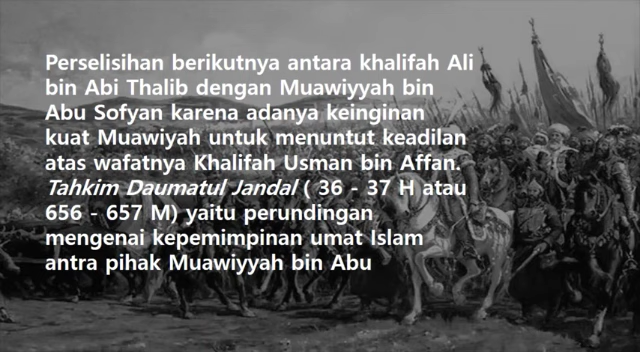 Perselisihan berikutnya antara khalifah Ali
bin Abi Thalib dengan Muawiyyah bin
Abu Sofyan karena adanya keinginan
kuat Muawiyah untuk menuntut keadilan
atas wafatnya Khalifah Usman bin Affan.
Tahkim Daumatul Jandal ( 36 - 37 H atau
656 - 657 M) yaitu perundingan
mengenai kepemimpinan umat Islam
antra pihak Muawiyyah bin Abu